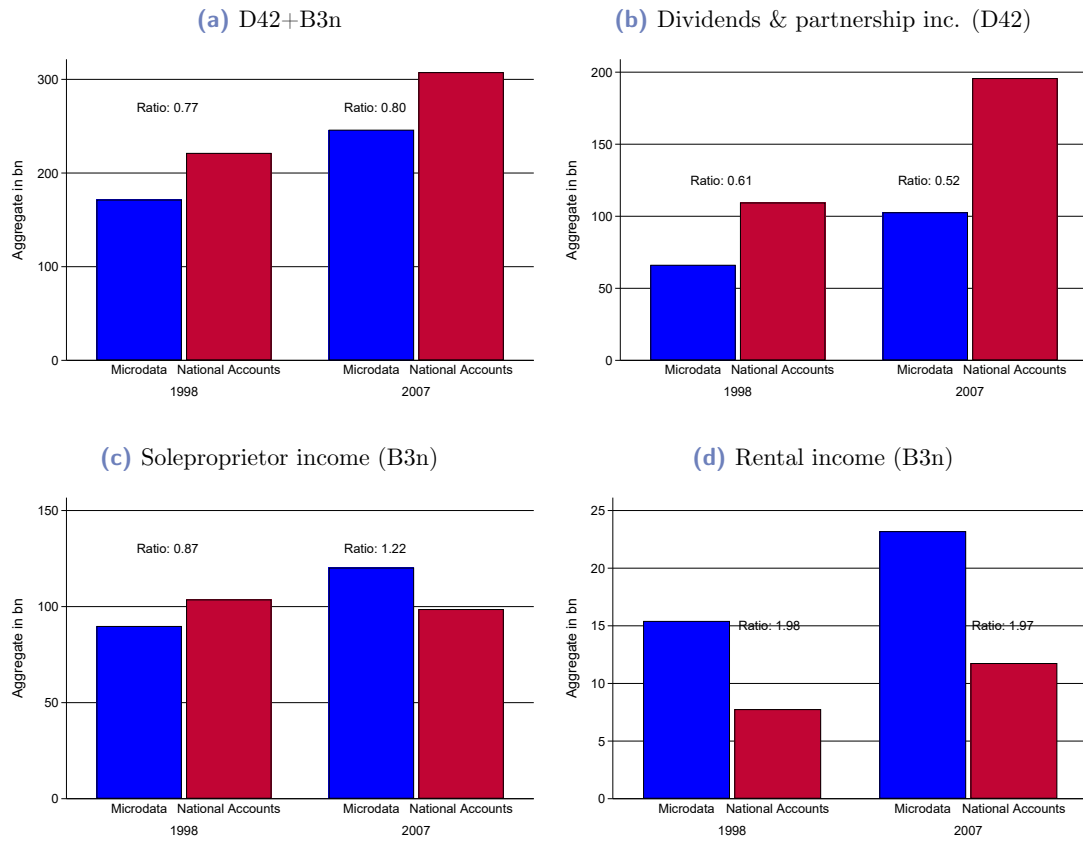 (a) D42+B3n
Aggregate in bn
300
200
100
0
Ratio: 0.77
Ratio: 0.80
Microdata National Accounts Microdata National Accounts
1998 2007
(b) Dividends & partnership inc. (D42)
Aggregate in bn
200
150
100
50
0
Ratio: 0.61
Ratio: 0.52
Microdata National Accounts Microdata National Accounts
1998 2007
(c) Soleproprietor income (B3n)
Aggregate in bn
150
100
50
0
Ratio: 0.87
Ratio: 1.22
Microdata National Accounts Microdata National Accounts
1998 2007
(d) Rental income (B3n)
Aggregate in bn
25
20
15
10
5
0
Ratio: 1.98
Ratio: 1.97
Microdata National Accounts Microdata National Accounts
1998 2007